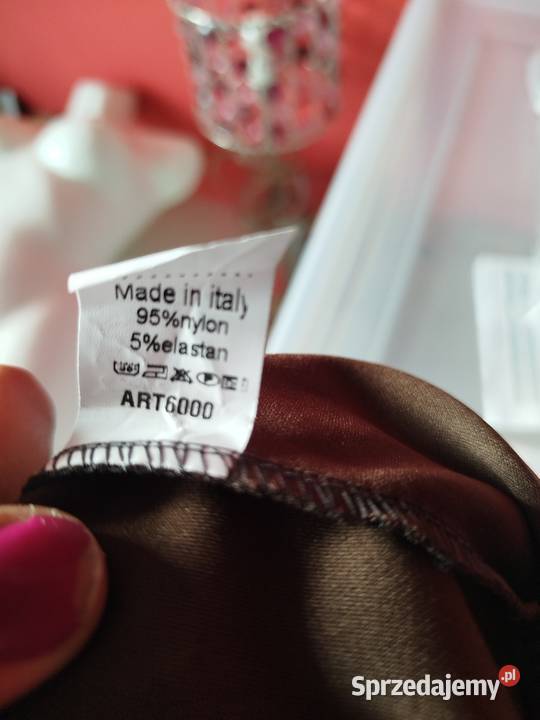 Made in italy
95%nylon
5%elastan
ART6000
Sprzedajemy.pl